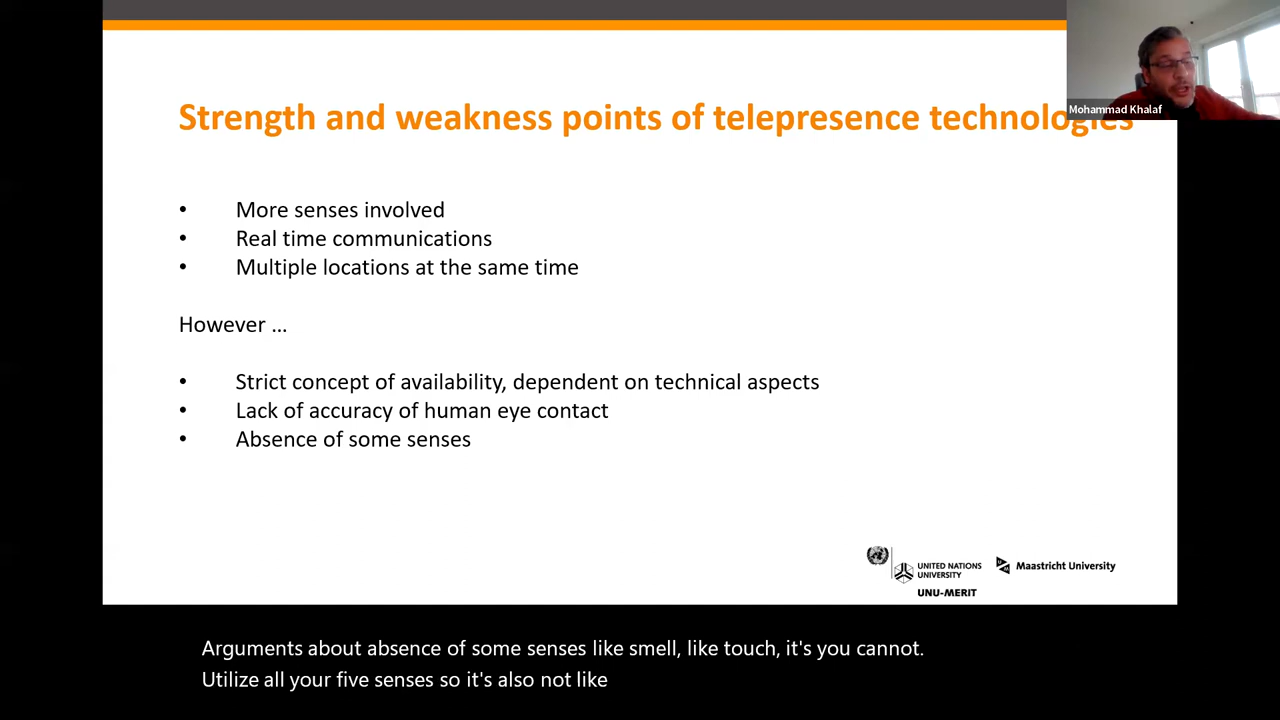 Strength and weakness points of telepresence technologies
Mohammad Khalaf
• More senses involved
• Real time communications
• Multiple locations at the same time
However ...
• Strict concept of availability, dependent on technical aspects
• Lack of accuracy of human eye contact
• Absence of some senses
UNITED NATIONS
UNIVERSITY
UNU-MERIT
Maastricht University
Arguments about absence of some senses like smell, like touch, it's you cannot.
Utilize all your five senses so it's also not like